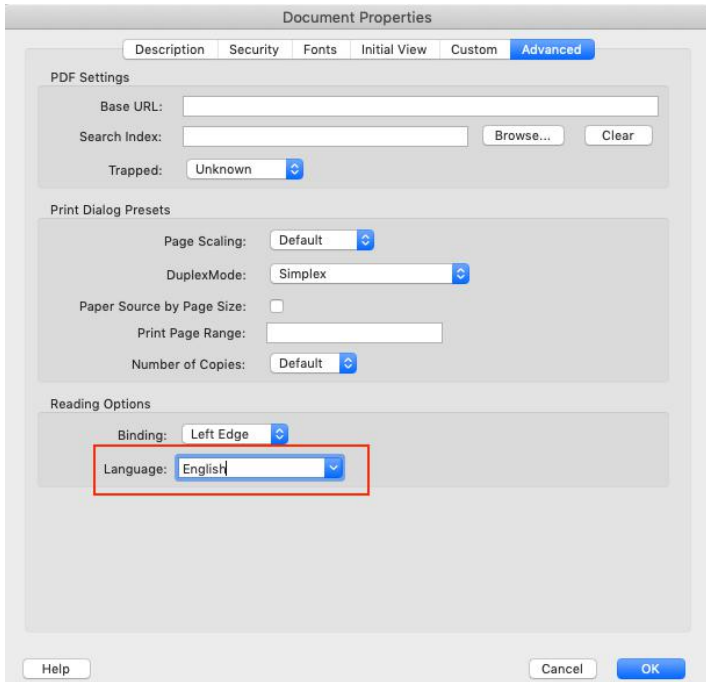 Document Properties
Description Security Fonts Initial View Custom Advanced
PDF Settings
Base URL:
Search Index: Browse... Clear
Trapped: Unknown
Print Dialog Presets
Page Scaling: Default
DuplexMode: Simplex
Paper Source by Page Size:
Print Page Range:
Number of Copies: Default
Reading Options
Binding: Left Edge
Language: English
Help Cancel OK